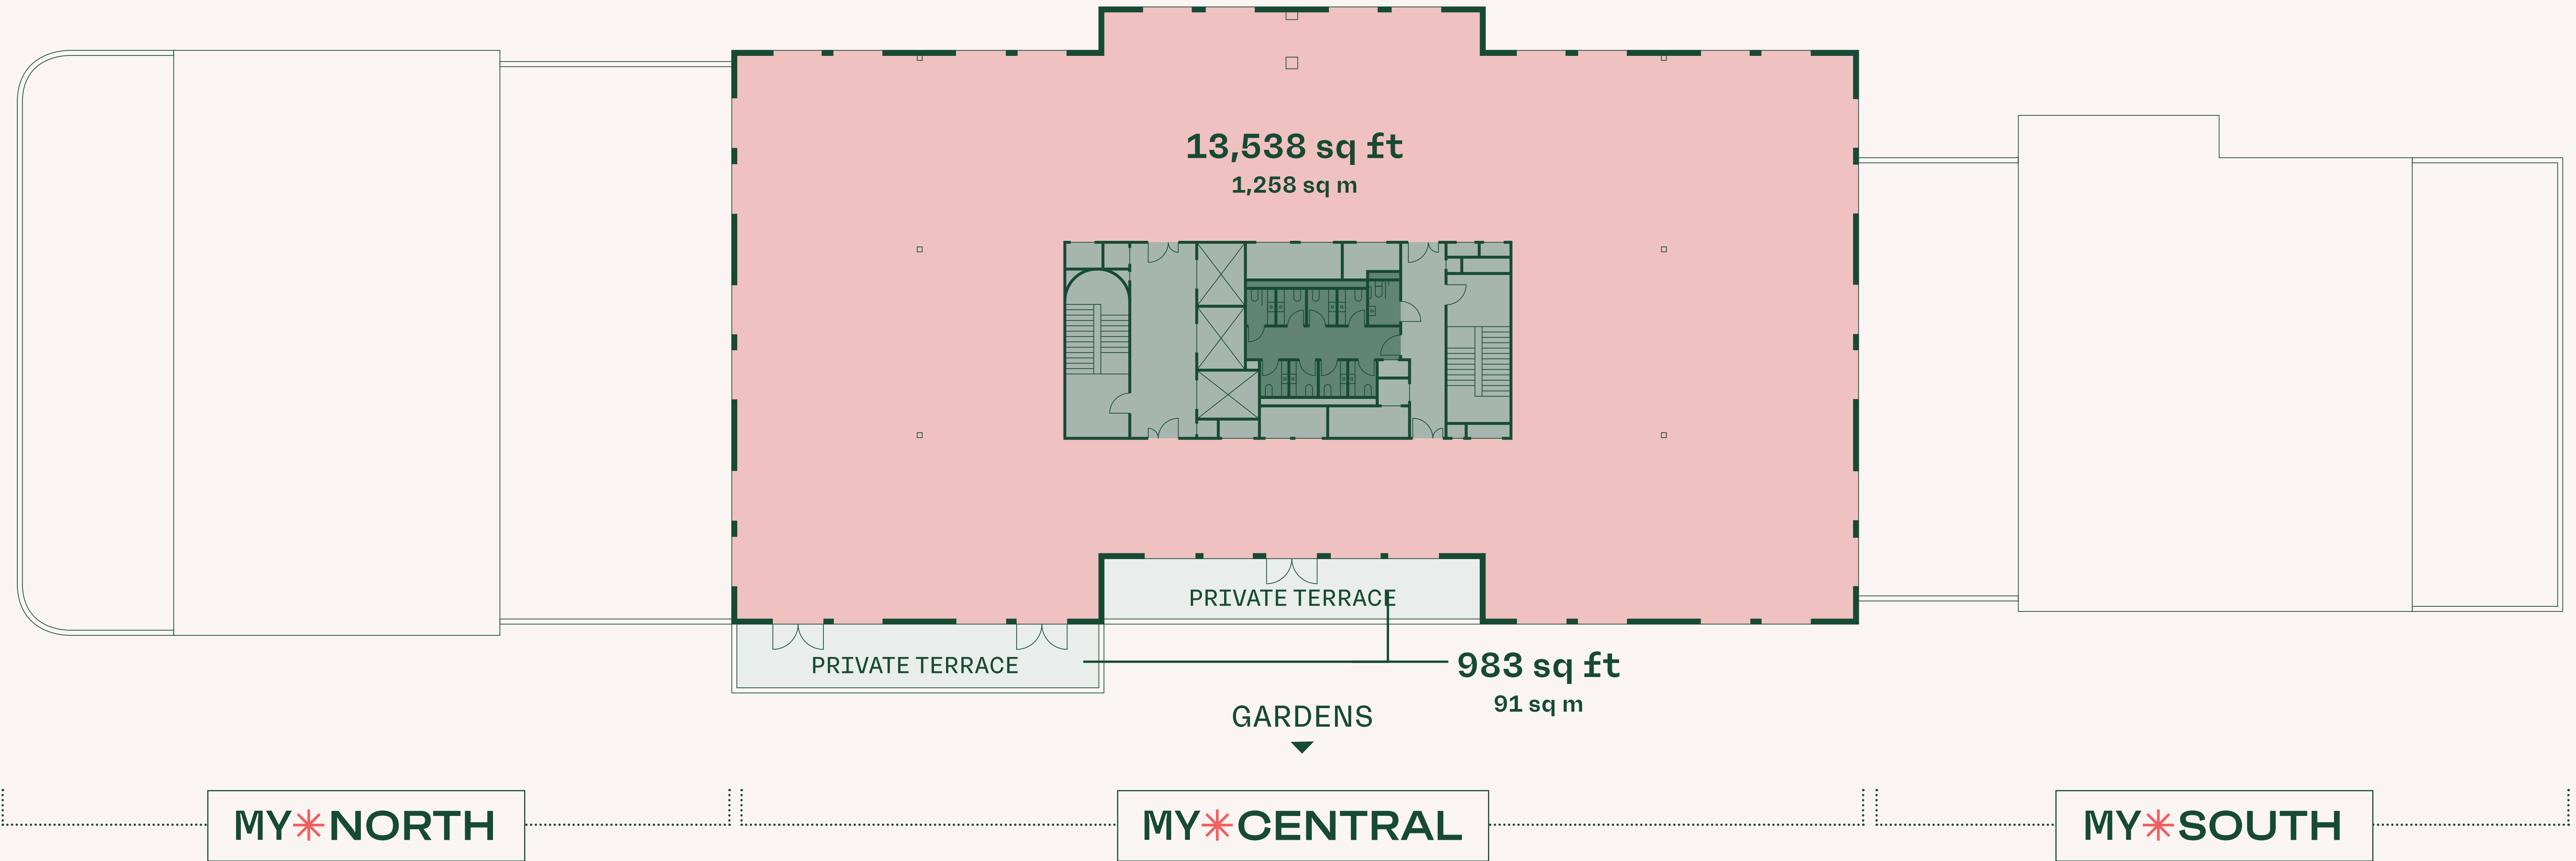 13,538 sq ft
1,258 sq m
PRIVATE TERRACE
PRIVATE TERRACE
983 sq ft
91 sq m
GARDENS
MY✳NORTH
MY✳CENTRAL
MY✳SOUTH